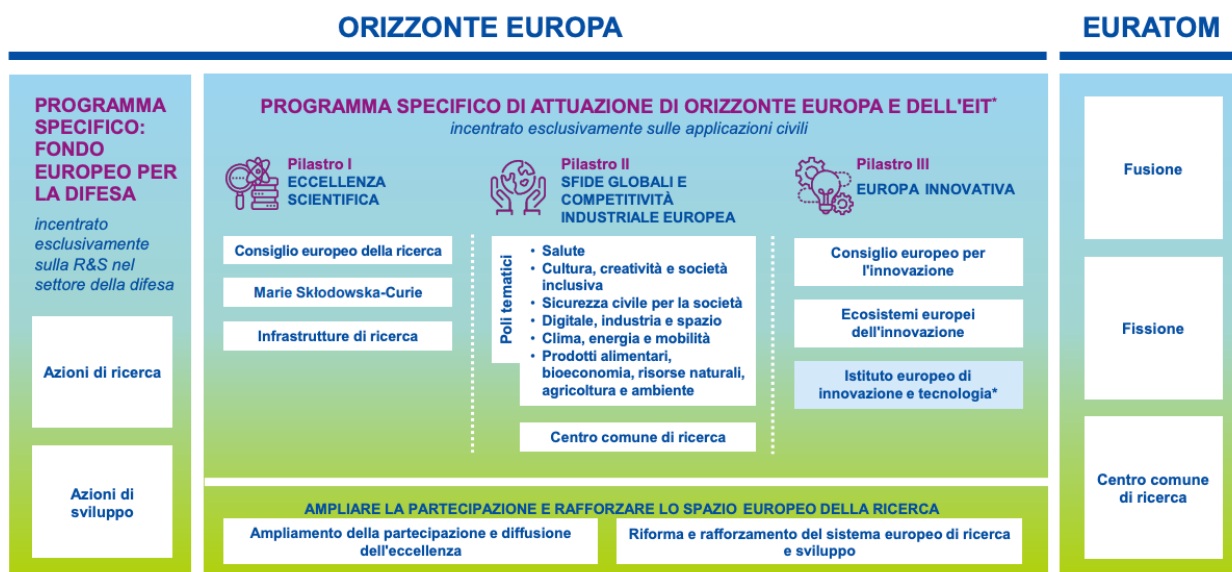 ORIZZONTE EUROPA
EURATOM
PROGRAMMA
SPECIFICO:
FONDO
EUROPEO PER
LA DIFESA
incentrato
esclusivamente
sulla R&S nel
settore della difesa
Azioni di ricerca
Azioni di
sviluppo
PROGRAMMA SPECIFICO DI ATTUAZIONE DI ORIZZONTE EUROPA E DELL'EIT*
incentrato esclusivamente sulle applicazioni civili
Pilastro I
ECCELLENZA
SCIENTIFICA
Consiglio europeo della ricerca
Marie Skłodowska-Curie
Infrastrutture di ricerca
Pilastro II
SFIDE GLOBALI E
COMPETITIVITÀ
INDUSTRIALE EUROPEA
Poli tematici
• Salute
• Cultura, creatività e società
inclusiva
• Sicurezza civile per la società
• Digitale, industria e spazio
• Clima, energia e mobilità
• Prodotti alimentari,
bioeconomia, risorse naturali,
agricoltura e ambiente
Centro comune di ricerca
Pilastro III
EUROPA INNOVATIVA
Consiglio europeo per
l'innovazione
Ecosistemi europei
dell'innovazione
Istituto europeo di
innovazione e tecnologia*
AMPLIARE LA PARTECIPAZIONE E RAFFORZARE LO SPAZIO EUROPEO DELLA RICERCA
Ampliamento della partecipazione e diffusione
dell'eccellenza
Riforma e rafforzamento del sistema europeo di ricerca
e sviluppo
Fusione
Fissione
Centro comune
di ricerca